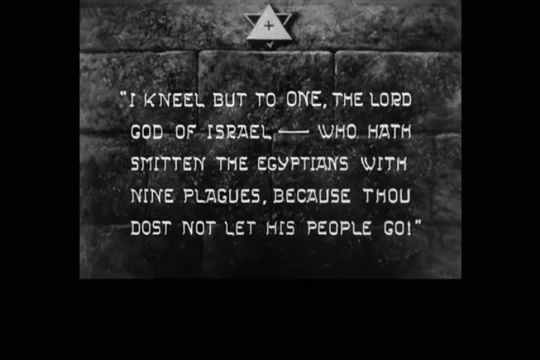 "I KNEEL BUT TO ONE, THE LORD
GOD OF ISRAEL — WHO HATH
SMITTEN THE EGYPTIANS WITH
NINE PLAGUES, BECAUSE THOU
DOST NOT LET HIS PEOPLE GO!"